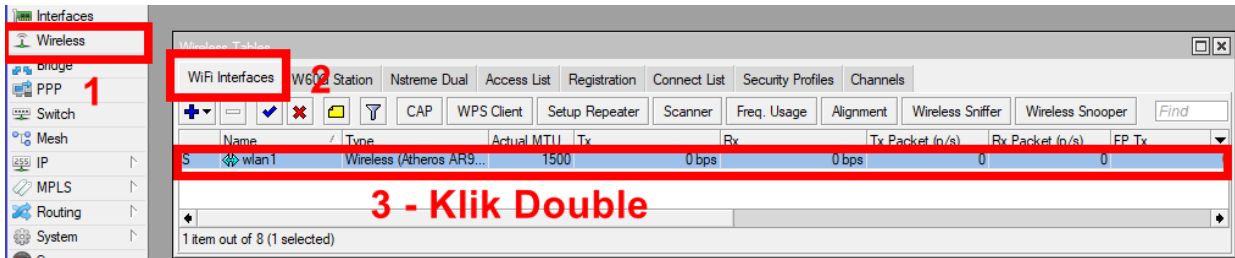 Interfaces
Wireless
Bridge
PPP
Switch
Mesh
IP
MPLS
Routing
System
1
Wireless Tables
WiFi Interfaces W60G Station Nstreme Dual Access List Registration Connect List Security Profiles Channels
2
CAP WPS Client Setup Repeater Scanner Freq. Usage Alignment Wireless Sniffer Wireless Snooper Find
Name / Type Actual MTU Tx Rx Tx Packet (p/s) Rx Packet (p/s) FP Tx
S wlan1 Wireless (Atheros AR9... 1500 0 bps 0 bps 0 0
3 - Klik Double
1 item out of 8 (1 selected)